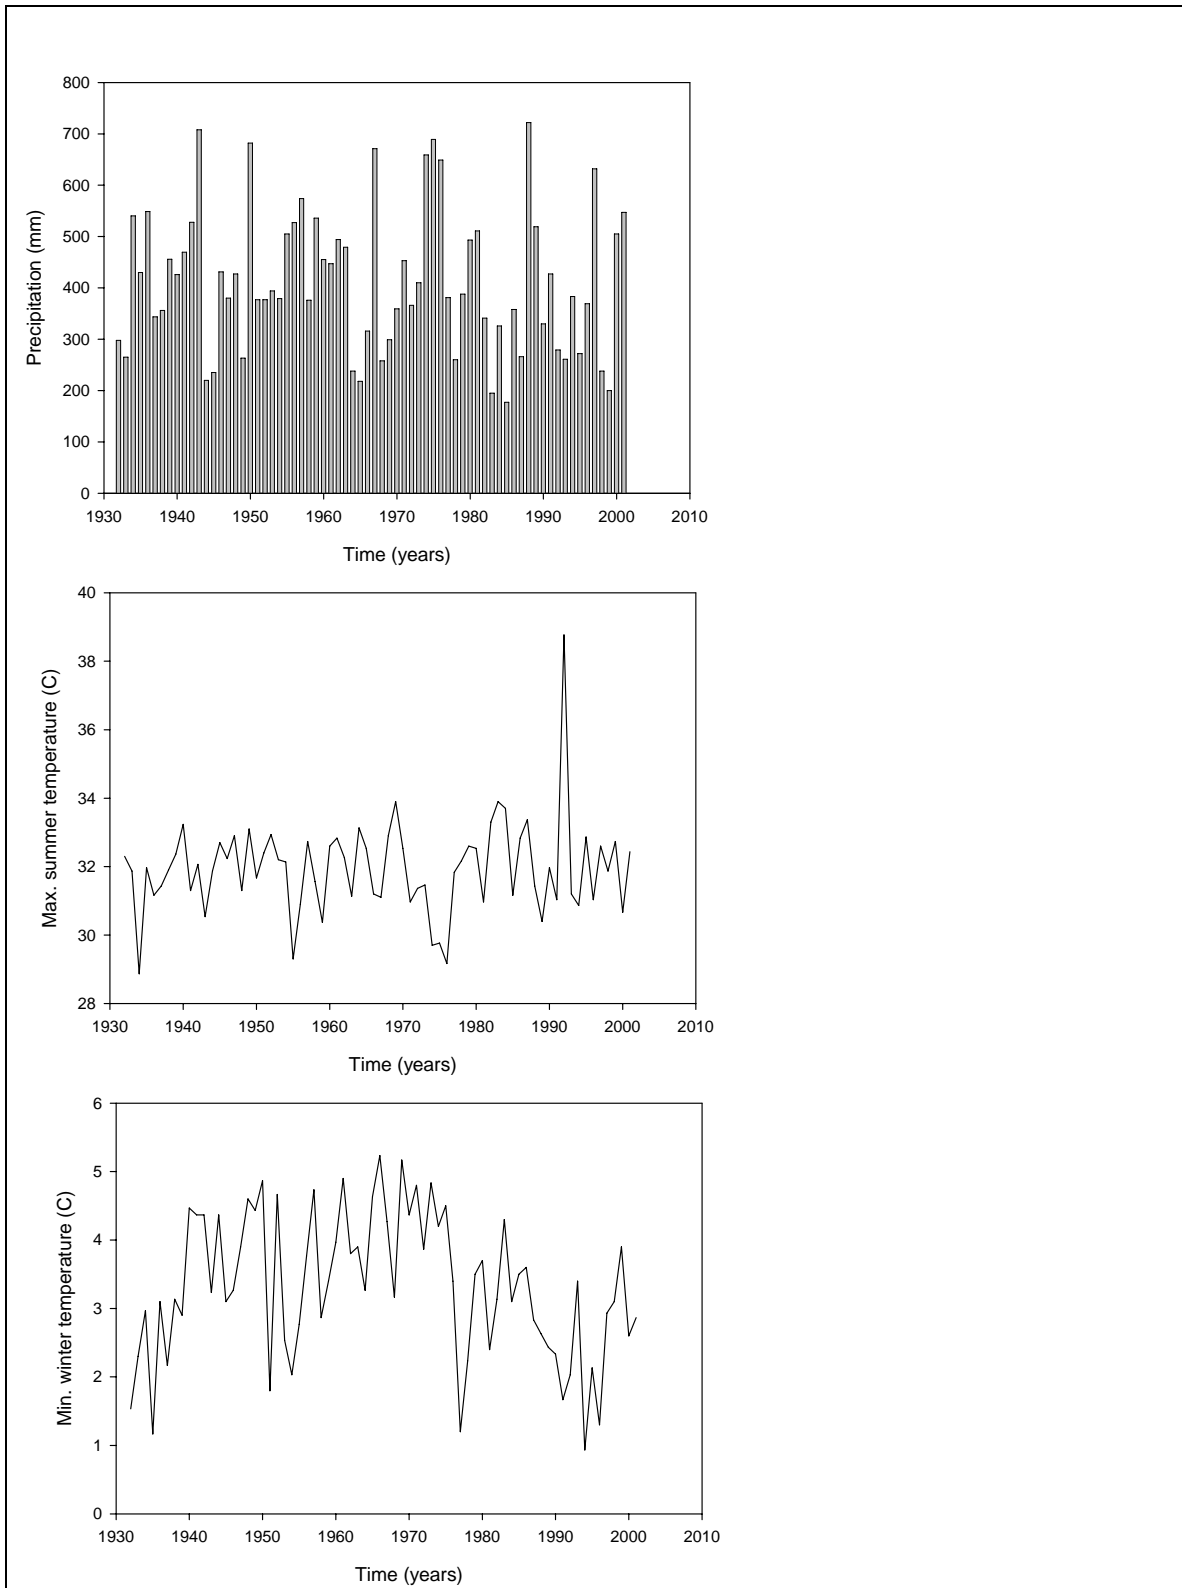 800
700
600
500
400
300
200
100
0
Precipitation (mm)
1930 1940 1950 1960 1970 1980 1990 2000 2010
Time (years)
40
38
36
34
32
30
28
Max. summer temperature (C)
1930 1940 1950 1960 1970 1980 1990 2000 2010
Time (years)
6
5
4
3
2
1
0
Min. winter temperature (C)
1930 1940 1950 1960 1970 1980 1990 2000 2010
Time (years)